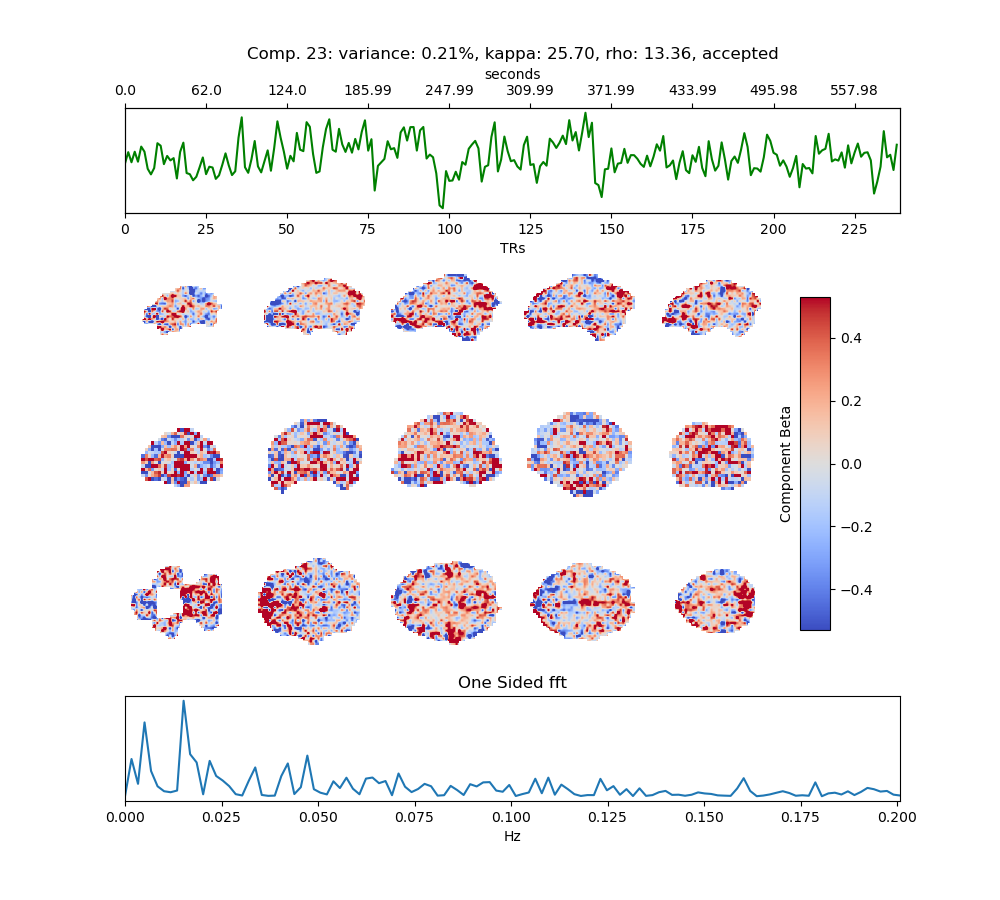 Comp. 23: variance: 0.21%, kappa: 25.70, rho: 13.36, accepted
seconds
0.0 62.0 124.0 185.99 247.99 309.99 371.99 433.99 495.98 557.98
0 25 50 75 100 125 150 175 200 225
TRs
0.4
0.2
0.0
−0.2
−0.4
Component Beta
One Sided fft
0.000 0.025 0.050 0.075 0.100 0.125 0.150 0.175 0.200
Hz